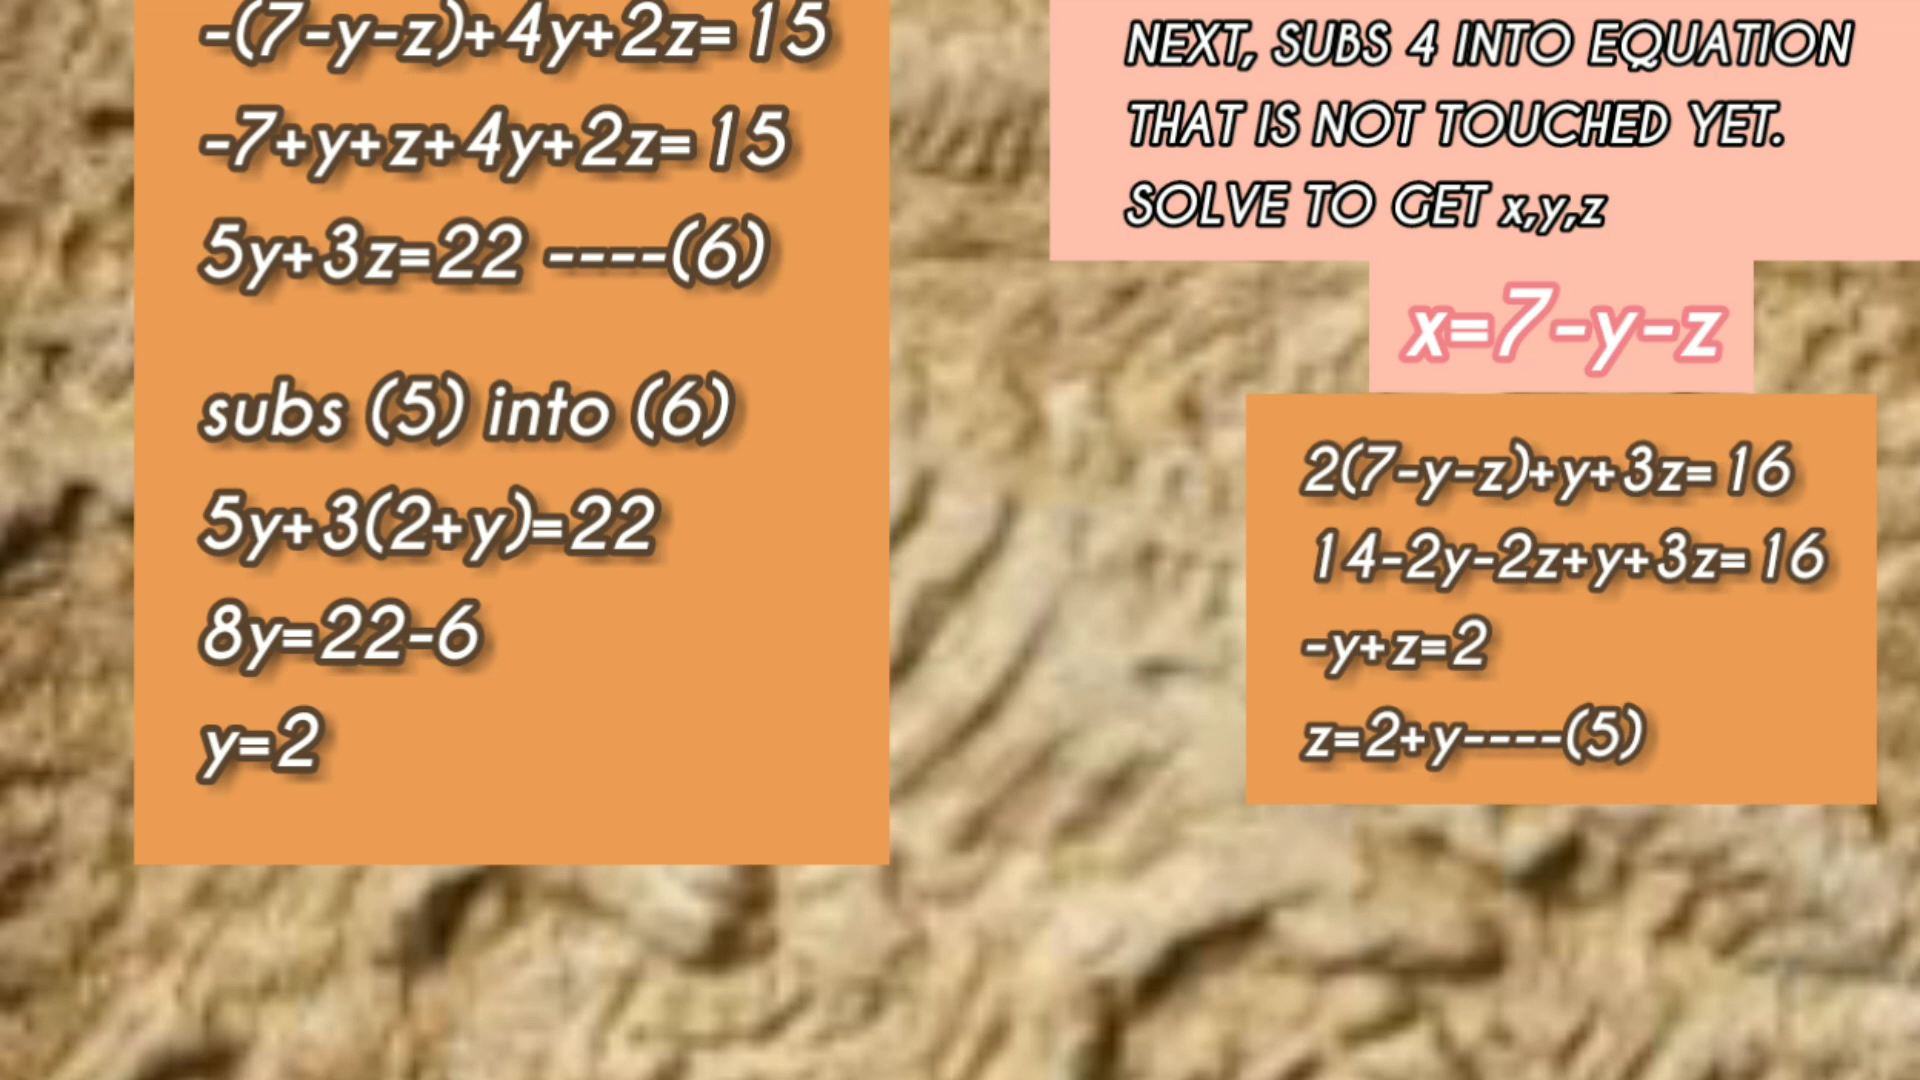 -(7-y-z)+4y+2z=15
-7+y+z+4y+2z=15
5y+3z=22 ----(6)
subs (5) into (6)
5y+3(2+y)=22
8y=22-6
y=2
NEXT, SUBS 4 INTO EQUATION
THAT IS NOT TOUCHED YET.
SOLVE TO GET x,y,z
x=7-y-z
2(7-y-z)+y+3z=16
14-2y-2z+y+3z=16
-y+z=2
z=2+y----(5)